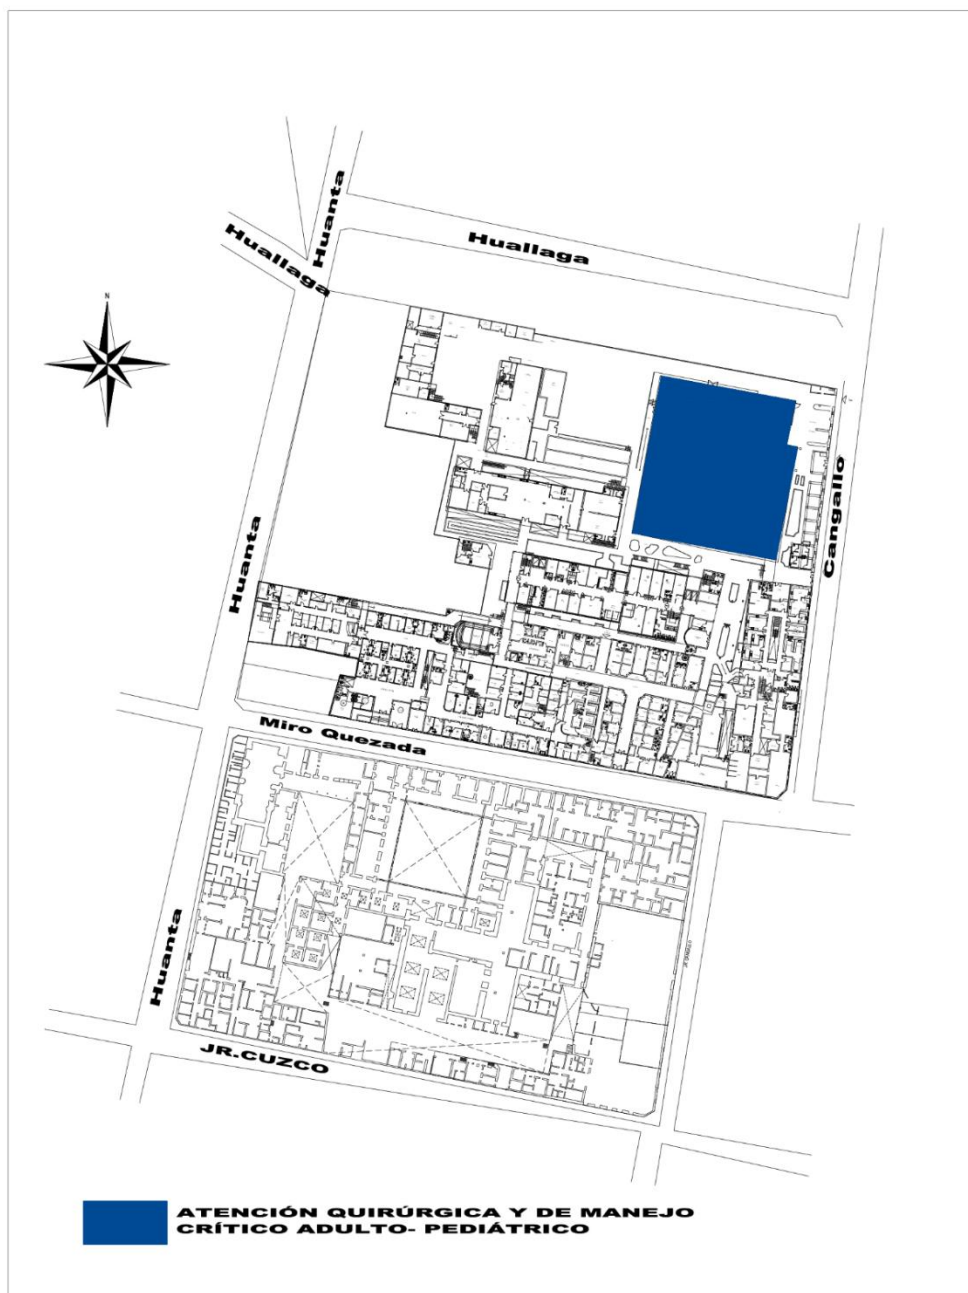 Huanta
Huallaga
Huallaga
N
Cangallo
Huanta
Miro Quezada
Huanta
JR.CUZCO
ATENCIÓN QUIRÚRGICA Y DE MANEJO
CRÍTICO ADULTO- PEDIÁTRICO